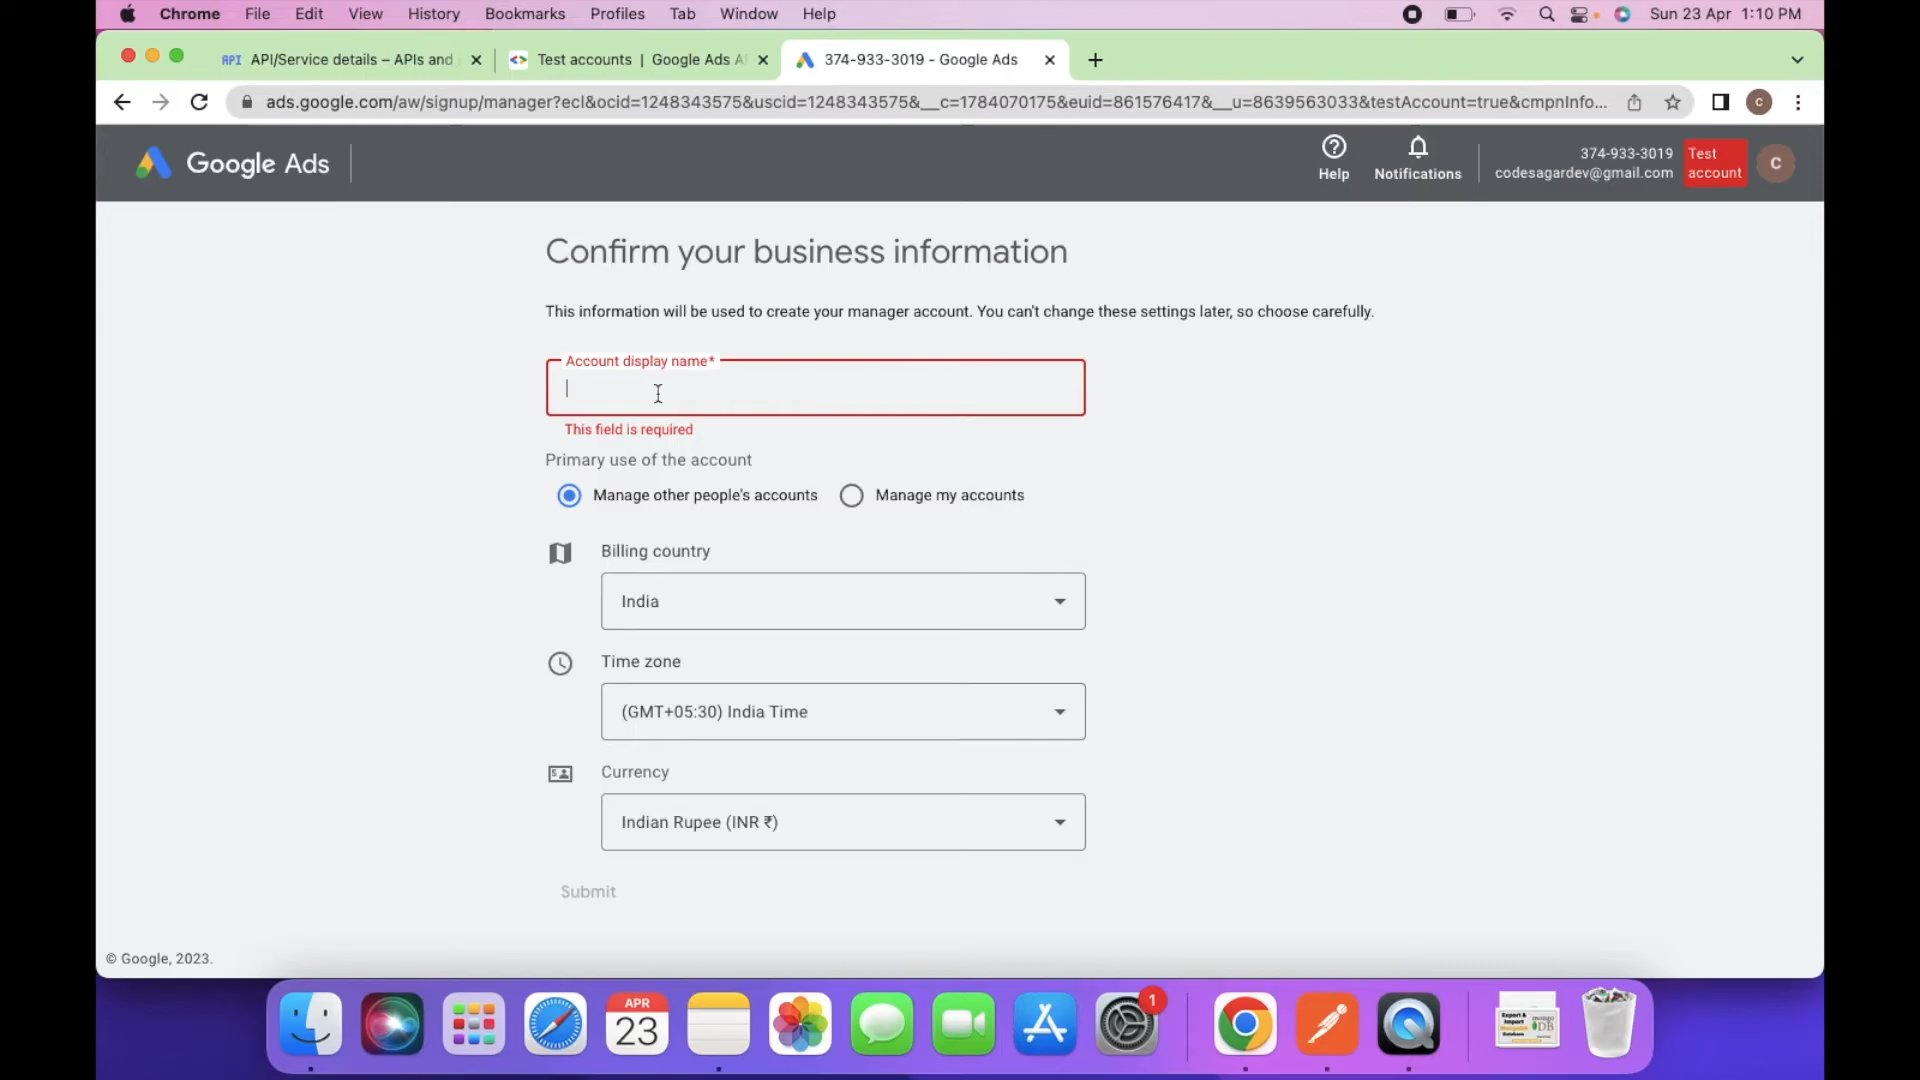 Chrome File Edit View History Bookmarks Profiles Tab Window Help Sun 23 Apr 1:10 PM
API API/Service details – APIs and Test accounts | Google Ads A 374-933-3019 - Google Ads
ads.google.com/aw/signup/manager?ecl&ocid=1248343575&uscid=1248343575&__c=1784070175&euid=861576417&__u=8639563033&testAccount=true&cmpnInfo... C
Google Ads
Help
Notifications
374-933-3019
codesagardev@gmail.com
Test
account
C
Confirm your business information
This information will be used to create your manager account. You can't change these settings later, so choose carefully.
Account display name*
This field is required
Primary use of the account
Manage other people's accounts Manage my accounts
Billing country
India
Time zone
(GMT+05:30) India Time
Currency
Indian Rupee (INR ₹)
Submit
© Google, 2023.
APR
23
1
Export &
Import
mongo
DB